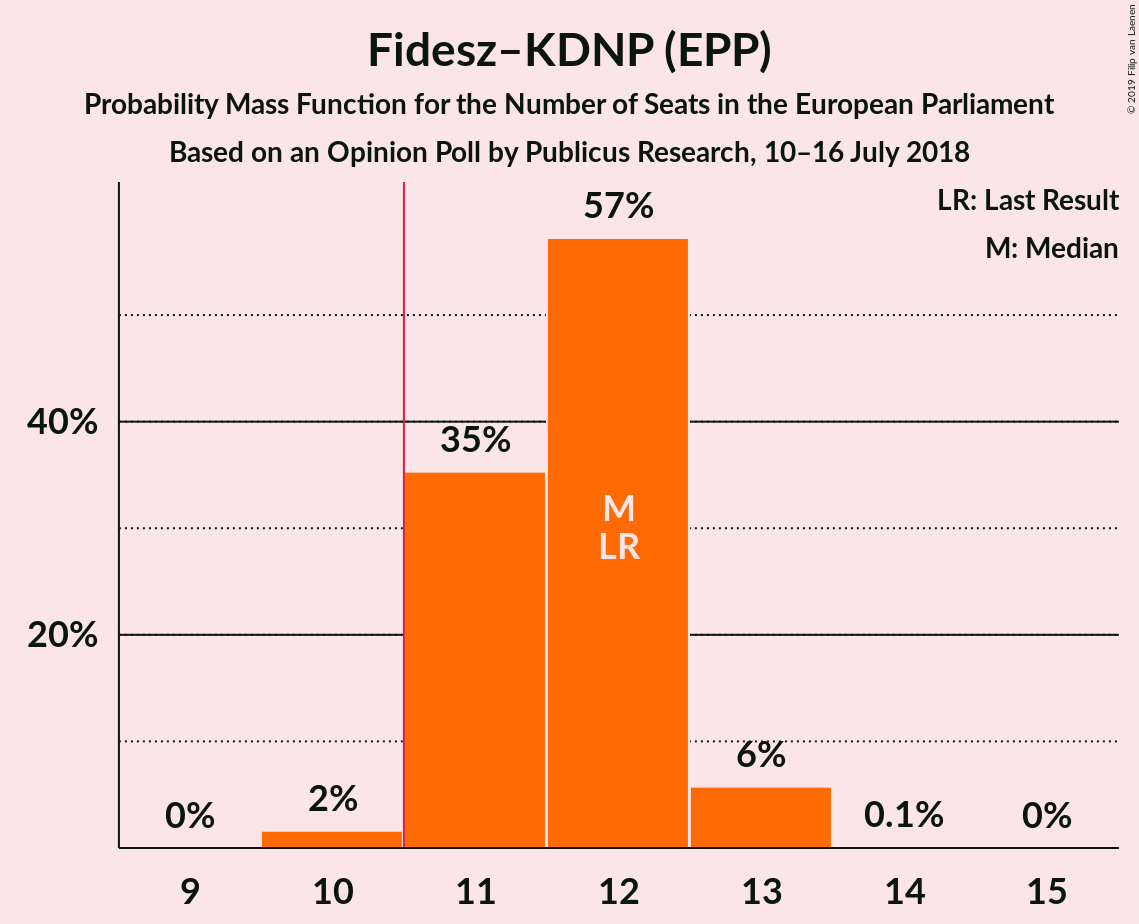 Fidesz–KDNP (EPP)
Probability Mass Function for the Number of Seats in the European Parliament
Based on an Opinion Poll by Publicus Research, 10–16 July 2018
© 2019 Filip van Laenen
LR: Last Result
M: Median
57%
40%
35%
M
LR
20%
6%
2%
0%
0.1%
0%
9 10 11 12 13 14 15